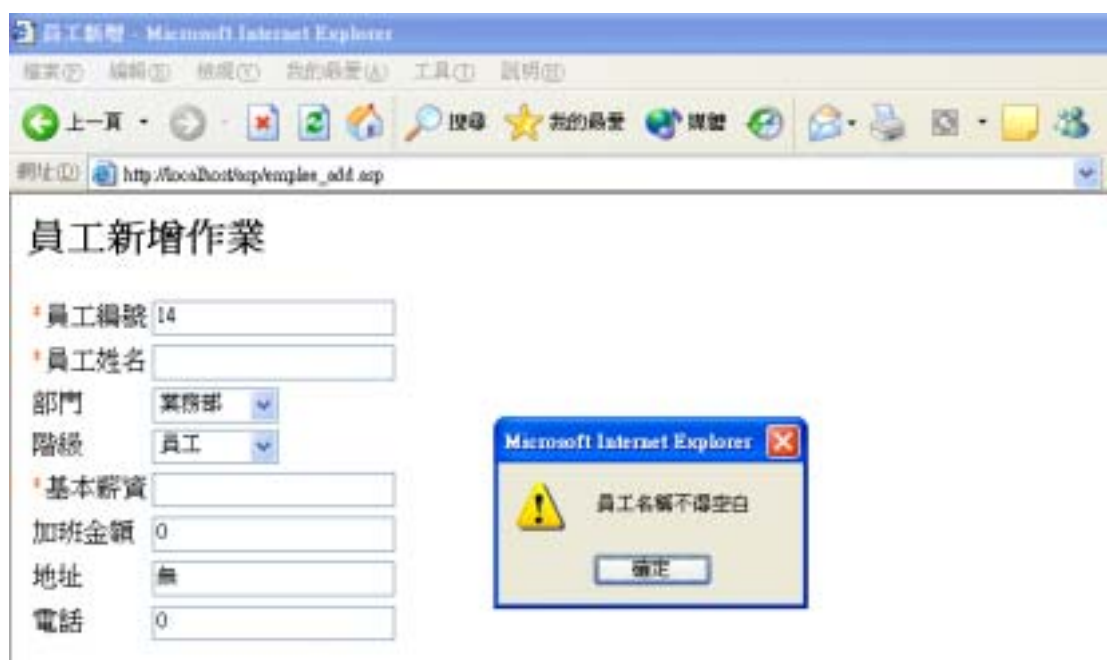 員工新增 - Microsoft Internet Explorer
檔案(F) 編輯(E) 檢視(V) 我的最愛(A) 工具(T) 說明(H)
上一頁 搜尋 我的最愛 媒體
網址(D) http://localhost/asp/emplee_add.asp
員工新增作業
*員工編號 14
*員工姓名
部門 業務部
階級 員工
*基本薪資
加班金額 0
地址 無
電話 0
Microsoft Internet Explorer
員工名稱不得空白
確定